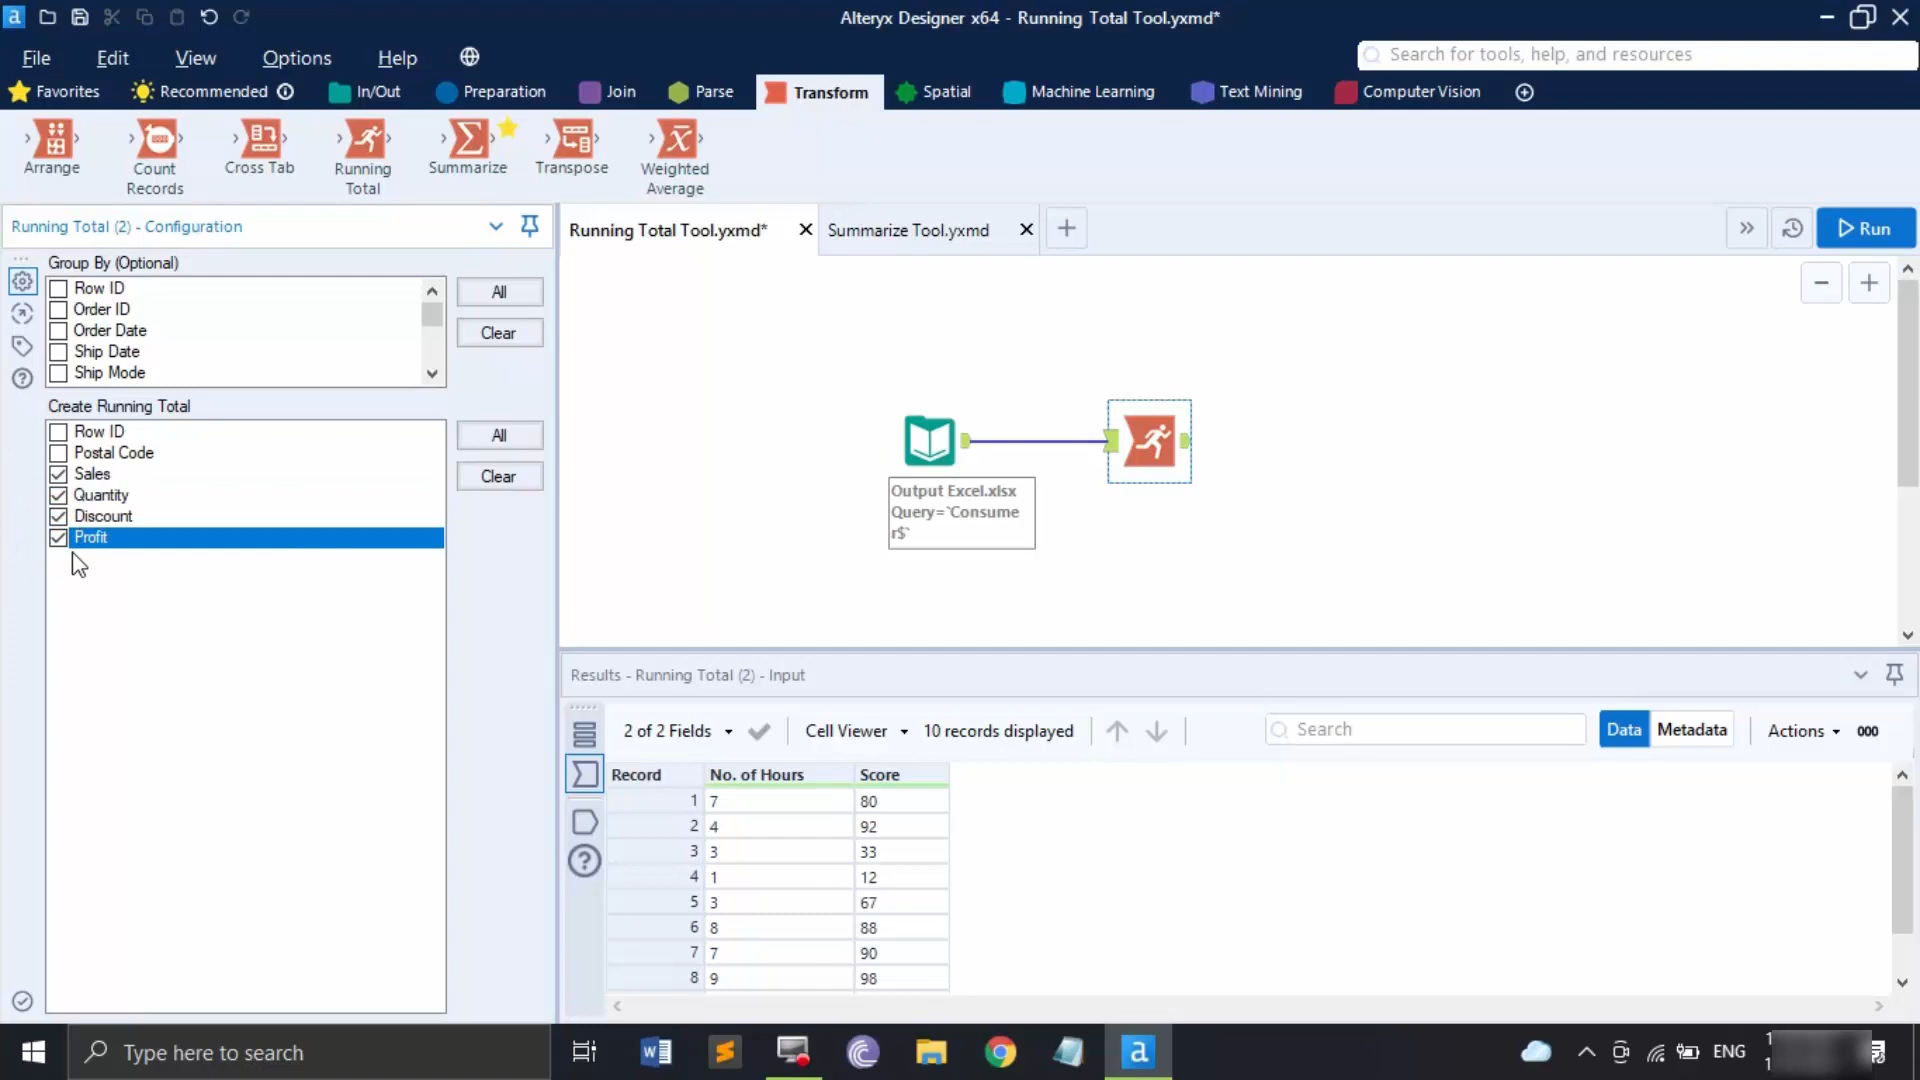 Alteryx Designer x64 - Running Total Tool.yxmd*
File Edit View Options Help
Search for tools, help, and resources
Favorites Recommended In/Out Preparation Join Parse Transform Spatial Machine Learning Text Mining Computer Vision
Arrange
Count
Records
Cross Tab
Running
Total
Summarize
Transpose
Weighted
Average
Running Total (2) - Configuration
Running Total Tool.yxmd*
Summarize Tool.yxmd
Run
Group By (Optional)
Row ID
Order ID
Order Date
Ship Date
Ship Mode
All
Clear
Create Running Total
Row ID
Postal Code
Sales
Quantity
Discount
Profit
All
Clear
Output Excel.xlsx
Query=`Consume
r$`
Results - Running Total (2) - Input
2 of 2 Fields Cell Viewer 10 records displayed Search Data Metadata Actions 000
Record No. of Hours Score
1 7 80
2 4 92
3 3 33
4 1 12
5 3 67
6 8 88
7 7 90
8 9 98
Type here to search
ENG